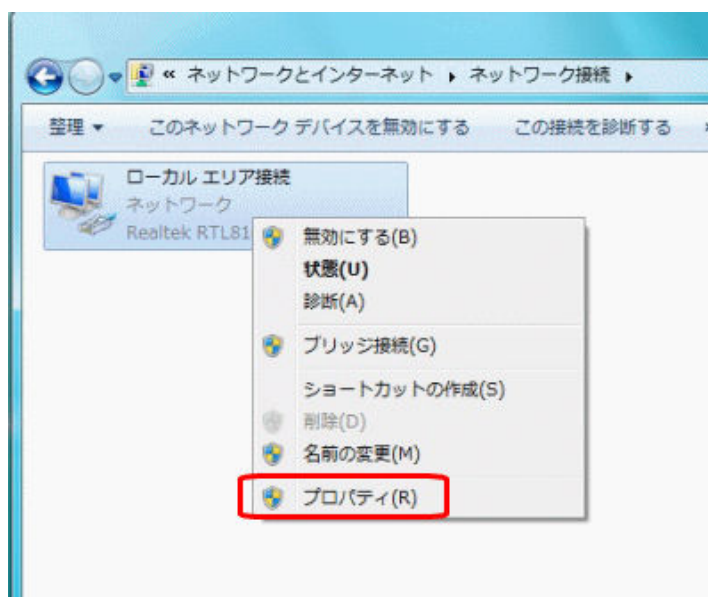 « ネットワークとインターネット ▸ ネットワーク接続 ▸
整理 ▼ このネットワーク デバイスを無効にする この接続を診断する
ローカル エリア接続
ネットワーク
Realtek RTL81
無効にする(B)
状態(U)
診断(A)
ブリッジ接続(G)
ショートカットの作成(S)
削除(D)
名前の変更(M)
プロパティ(R)